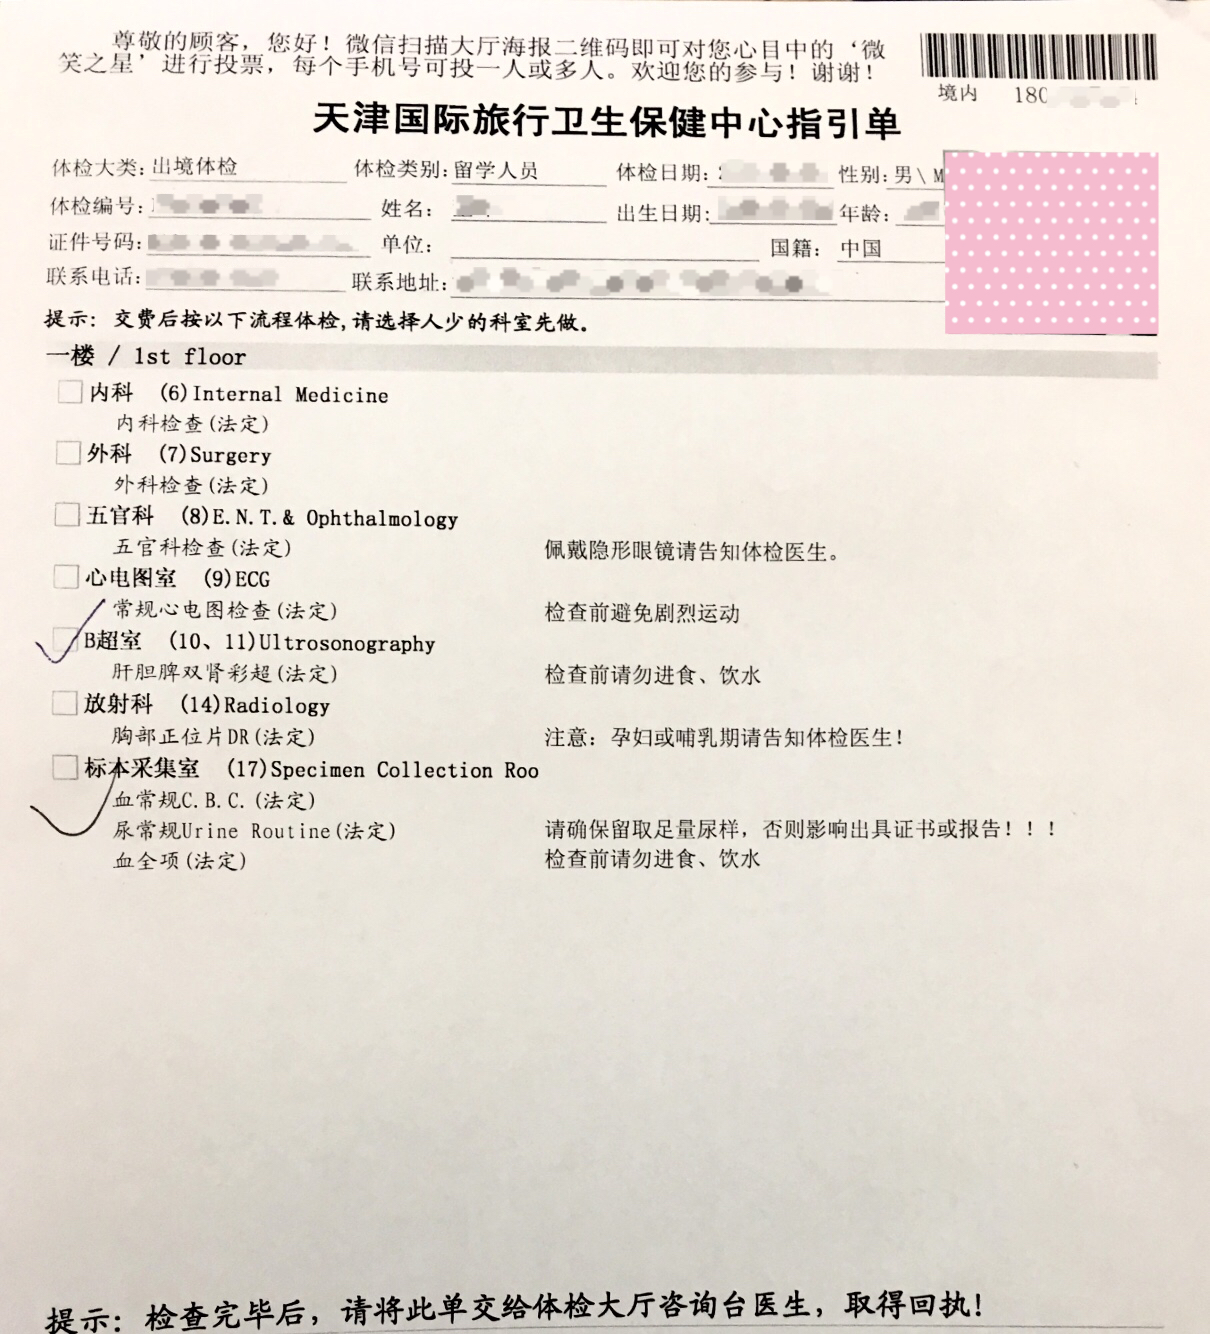 尊敬的顾客，您好！微信扫描大厅海报二维码即可对您心目中的‘微
笑之星’进行投票，每个手机号可投一人或多人。欢迎您的参与！谢谢！
境内 180
天津国际旅行卫生保健中心指引单
体检大类：出境体检 体检类别：留学人员 体检日期： 性别：男\M
体检编号： 姓名： 出生日期： 年龄：
证件号码： 单位： 国籍： 中国
联系电话： 联系地址：
提示：交费后按以下流程体检,请选择人少的科室先做。
一楼 / 1st floor
内科 (6)Internal Medicine
内科检查(法定)
外科 (7)Surgery
外科检查(法定)
五官科 (8)E.N.T.& Ophthalmology
五官科检查(法定) 佩戴隐形眼镜请告知体检医生。
心电图室 (9)ECG
常规心电图检查(法定) 检查前避免剧烈运动
B超室 (10、11)Ultrosonography
肝胆脾双肾彩超(法定) 检查前请勿进食、饮水
放射科 (14)Radiology
胸部正位片DR(法定) 注意：孕妇或哺乳期请告知体检医生！
标本采集室 (17)Specimen Collection Roo
血常规C.B.C.(法定)
尿常规Urine Routine(法定) 请确保留取足量尿样，否则影响出具证书或报告！！！
血全项(法定) 检查前请勿进食、饮水
提示：检查完毕后，请将此单交给体检大厅咨询台医生，取得回执！